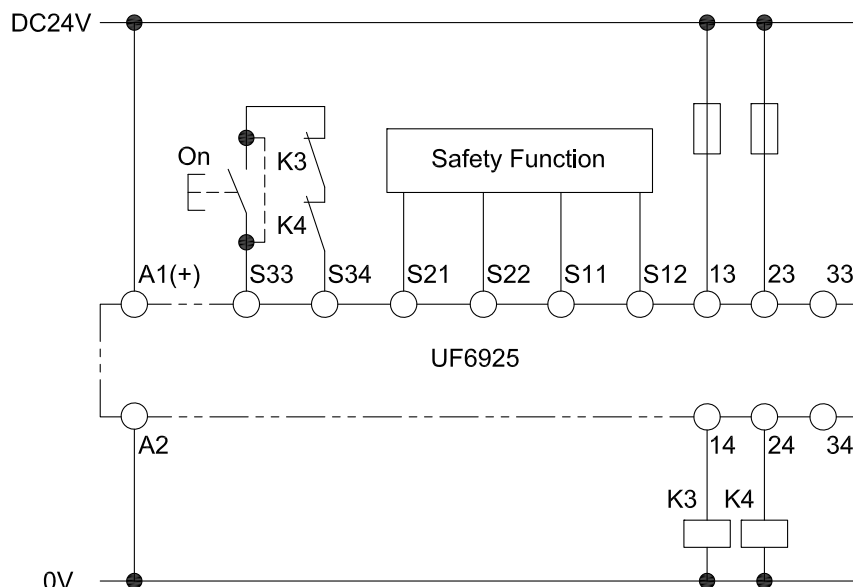 DC24V
On
K3
K4
Safety Function
A1(+)
S33
S34
S21
S22
S11
S12
13
23
33
UF6925
A2
14
24
34
K3
K4
0V